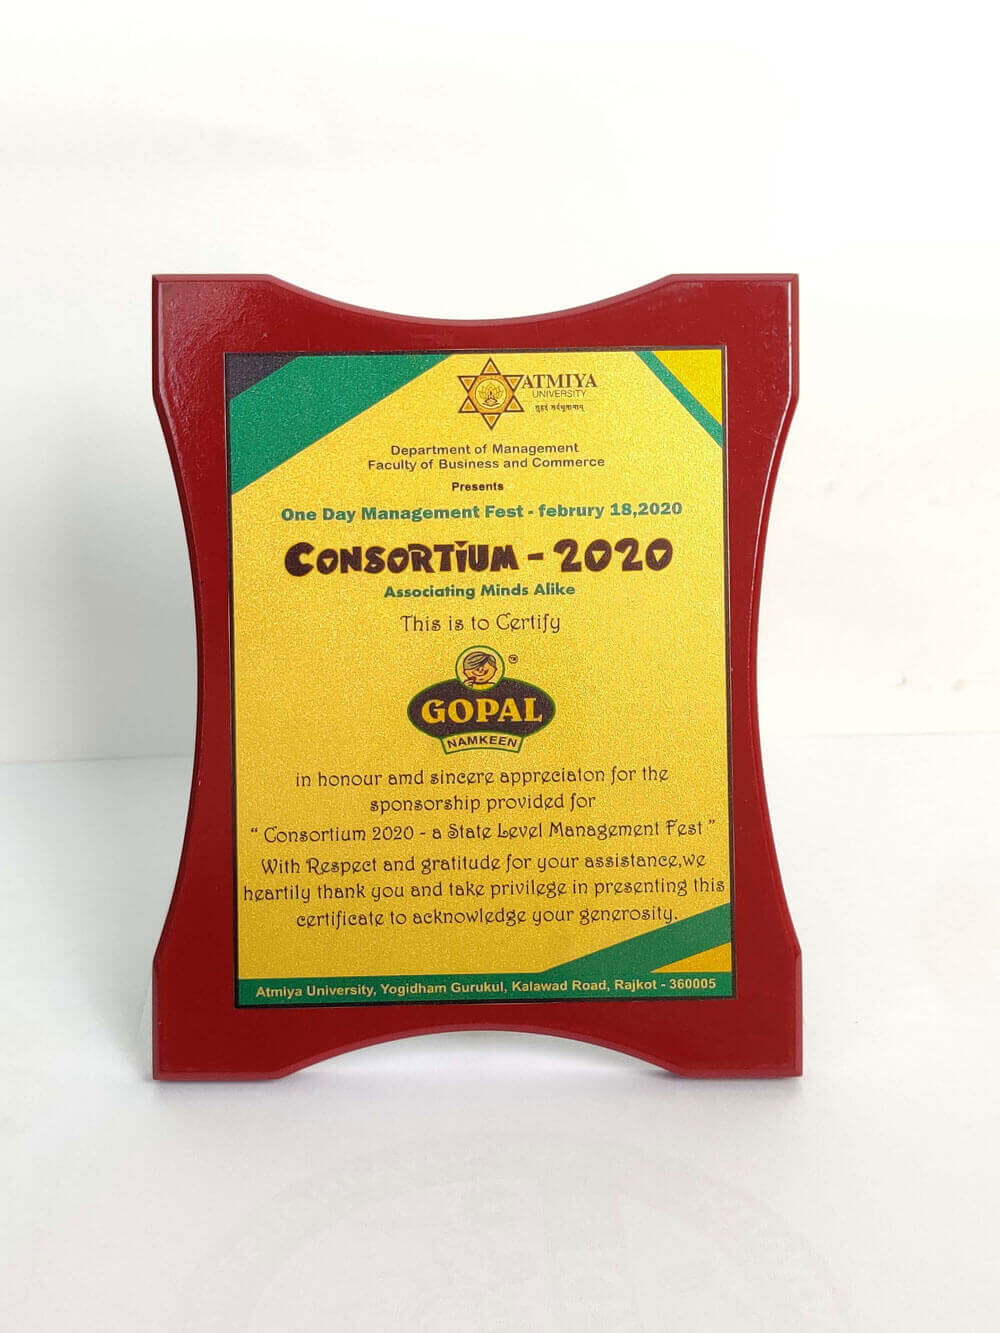 ATMIYA
UNIVERSITY
सुहृदं सर्वभूतानाम्
Department of Management
Faculty of Business and Commerce
Presents
One Day Management Fest - februry 18,2020
CONSORTIUM - 2020
Associating Minds Alike
This is to Certify
TM
GOPAL
NAMKEEN
in honour amd sincere appreciaton for the
sponsorship provided for
“ Consortium 2020 - a State Level Management Fest ”
With Respect and gratitude for your assistance,we
heartily thank you and take privilege in presenting this
certificate to acknowledge your generosity.
Atmiya University, Yogidham Gurukul, Kalawad Road, Rajkot - 360005